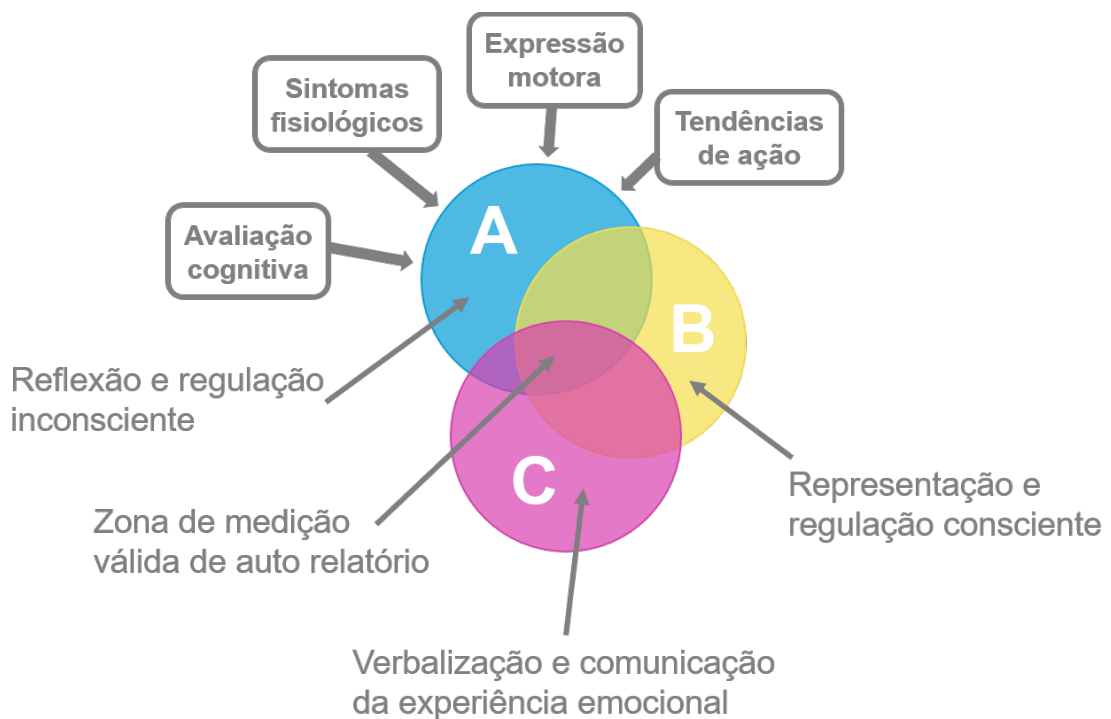 Expressão
motora
Sintomas
fisiológicos
Tendências
de ação
Avaliação
cognitiva
A
B
C
Reflexão e regulação
inconsciente
Zona de medição
válida de auto relatório
Representação e
regulação consciente
Verbalização e comunicação
da experiência emocional